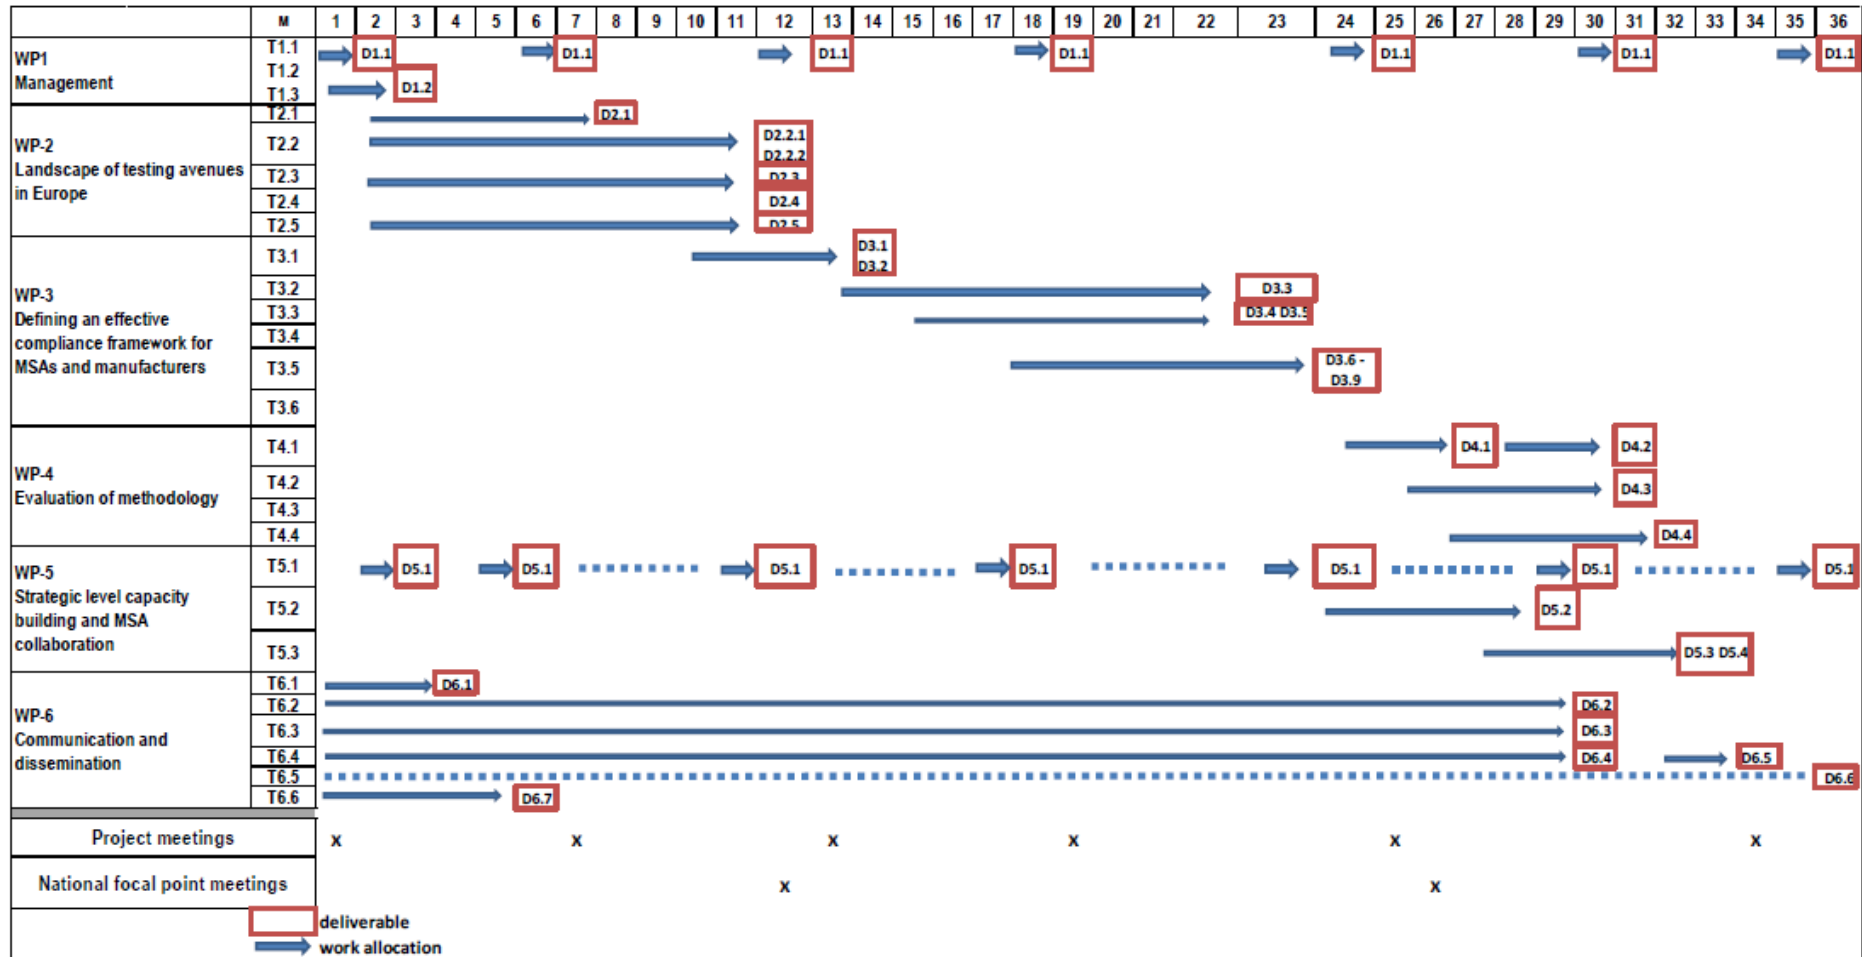 M 1 2 3 4 5 6 7 8 9 10 11 12 13 14 15 16 17 18 19 20 21 22 23 24 25 26 27 28 29 30 31 32 33 34 35 36
WP1
Management
T1.1 D1.1 D1.1 D1.1 D1.1 D1.1 D1.1 D1.1
T1.2
T1.3 D1.2
WP-2
Landscape of testing avenues
in Europe
T2.1 D2.1
T2.2 D2.2.1
D2.2.2
T2.3 D2.3
T2.4 D2.4
T2.5 D2.5
WP-3
Defining an effective
compliance framework for
MSAs and manufacturers
T3.1 D3.1
D3.2
T3.2 D3.3
T3.3 D3.4 D3.5
T3.4
T3.5 D3.6 -
D3.9
T3.6
WP-4
Evaluation of methodology
T4.1 D4.1 D4.2
T4.2 D4.3
T4.3
T4.4 D4.4
WP-5
Strategic level capacity
building and MSA
collaboration
T5.1 D5.1 D5.1 D5.1 D5.1 D5.1 D5.1 D5.1
T5.2 D5.2
T5.3 D5.3 D5.4
WP-6
Communication and
dissemination
T6.1 D6.1
T6.2 D6.2
T6.3 D6.3
T6.4 D6.4 D6.5
T6.5 D6.6
T6.6 D6.7
Project meetings x x x x x x
National focal point meetings x x
deliverable
work allocation